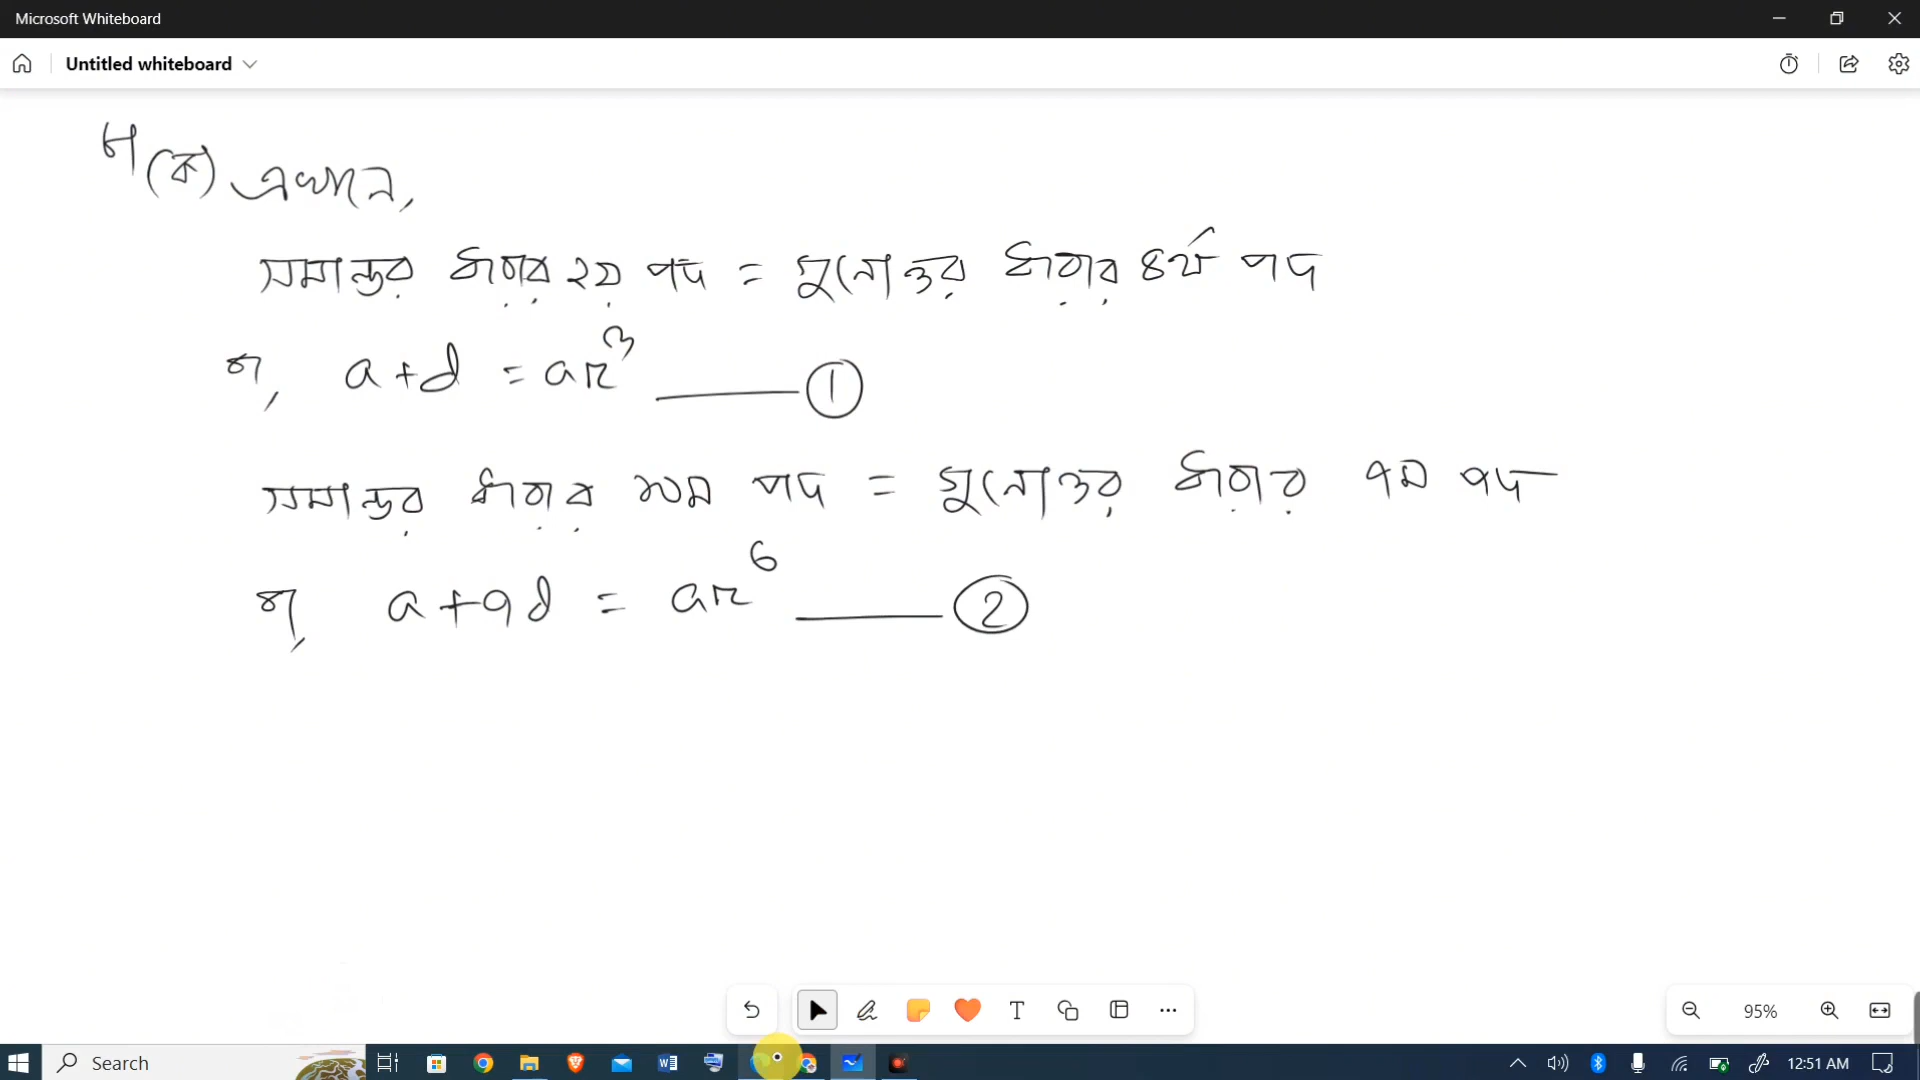 Microsoft Whiteboard
Untitled whiteboard
৮(ক) এখানে,
সমান্তর ধারার ২য় পদ = গুনোত্তর ধারার ৪র্থ পদ
বা, a+d = ar³ ——— ①
সমান্তর ধারার ১০ম পদ = গুনোত্তর ধারার ৭ম পদ
বা, a+9d = ar⁶ ——— ②
95%
Search
12:51 AM